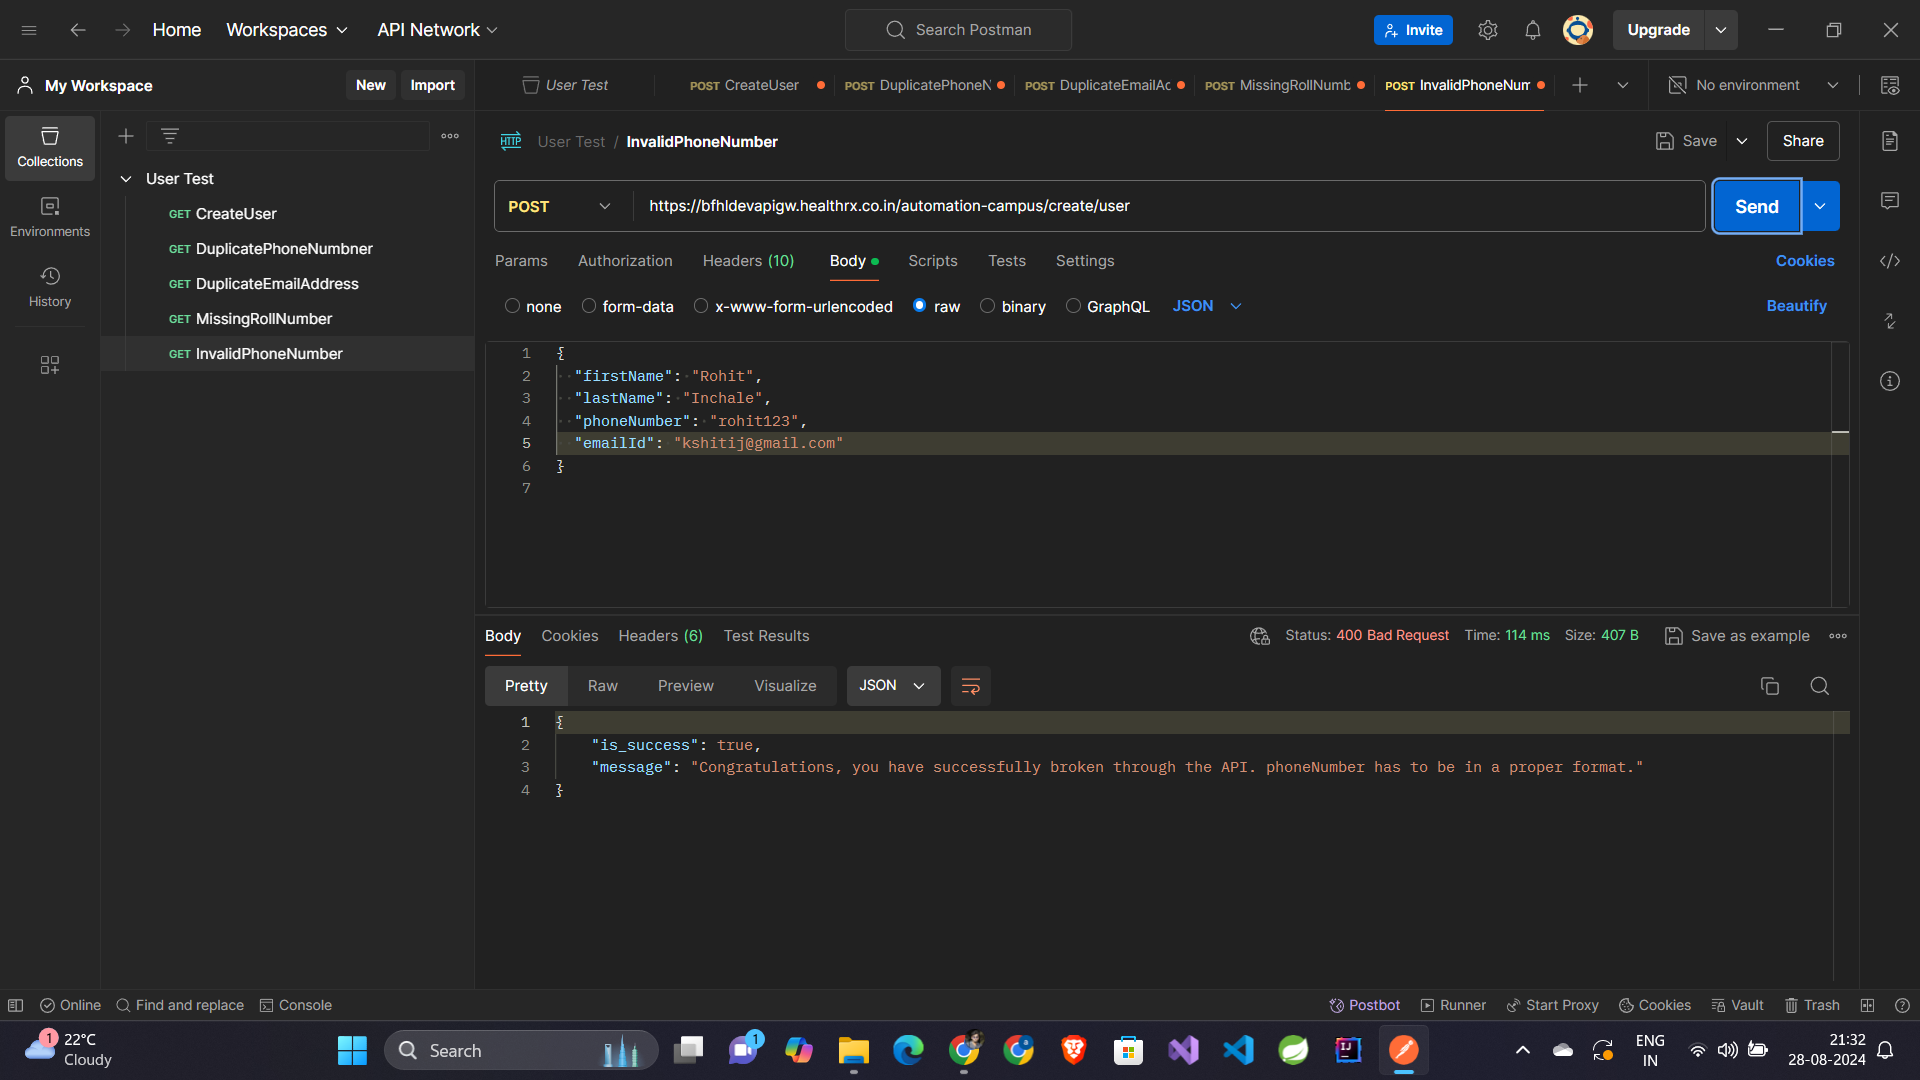 Home Workspaces API Network Search Postman Invite Upgrade
My Workspace New Import User Test POST CreateUser POST DuplicatePhoneN POST DuplicateEmailAc POST MissingRollNumb POST InvalidPhoneNum No environment
HTTP User Test / InvalidPhoneNumber Save Share
Collections
Environments
History
User Test
GET CreateUser
GET DuplicatePhoneNumbner
GET DuplicateEmailAddress
GET MissingRollNumber
GET InvalidPhoneNumber
POST https://bfhldevapigw.healthrx.co.in/automation-campus/create/user Send
Params Authorization Headers (10) Body Scripts Tests Settings Cookies
none form-data x-www-form-urlencoded raw binary GraphQL JSON Beautify
1 {
2 "firstName": "Rohit",
3 "lastName": "Inchale",
4 "phoneNumber": "rohit123",
5 "emailId": "kshitij@gmail.com"
6 }
7
Body Cookies Headers (6) Test Results Status: 400 Bad Request Time: 114 ms Size: 407 B Save as example
Pretty Raw Preview Visualize JSON
1 {
2 "is_success": true,
3 "message": "Congratulations, you have successfully broken through the API. phoneNumber has to be in a proper format."
4 }
Online Find and replace Console Postbot Runner Start Proxy Cookies Vault Trash
1 22°C
Cloudy
Search
1
ENG
IN
21:32
28-08-2024